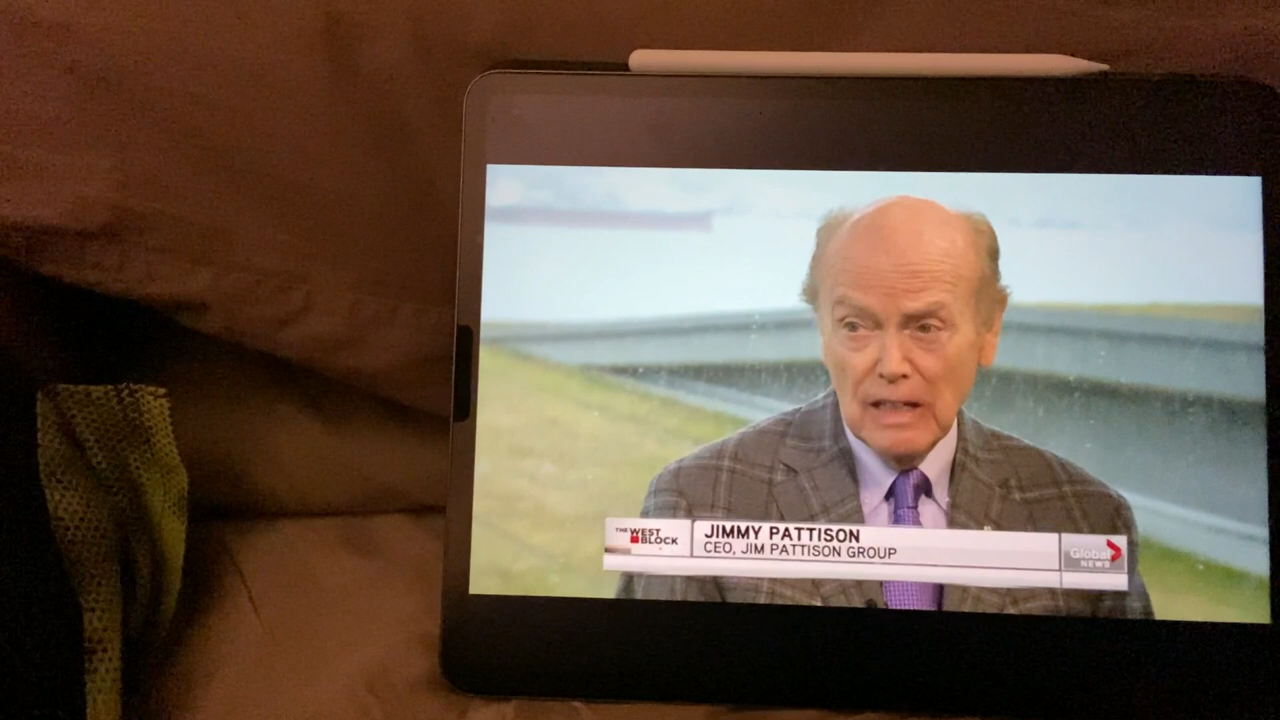 THE WEST
BLOCK
JIMMY PATTISON
CEO, JIM PATTISON GROUP
Global
NEWS